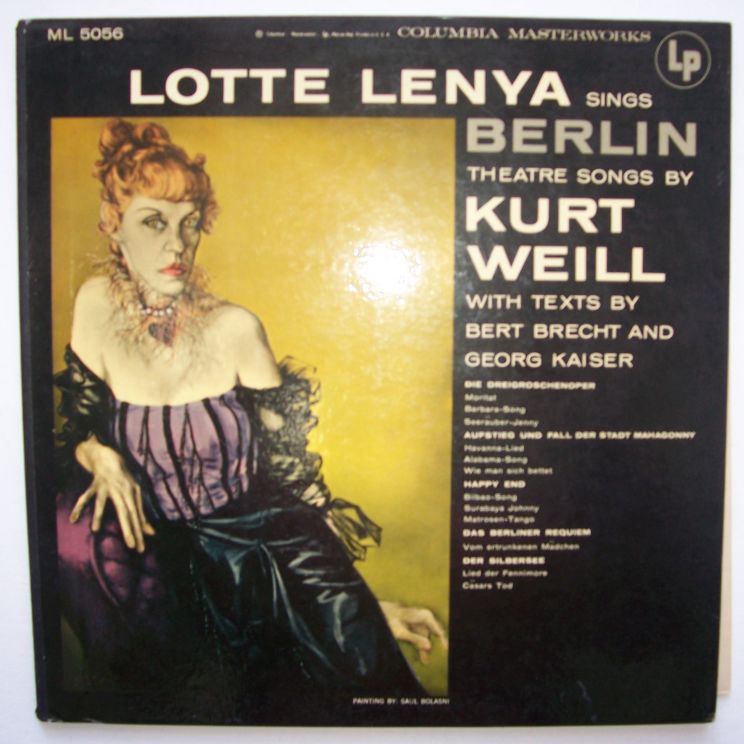 ML 5056
COLUMBIA MASTERWORKS
Lp
LOTTE LENYA SINGS
BERLIN
THEATRE SONGS BY
KURT
WEILL
WITH TEXTS BY
BERT BRECHT AND
GEORG KAISER
DIE DREIGROSCHENOPER
Moritat
Barbara-Song
Seerauber-Jenny
AUFSTIEG UND FALL DER STADT MAHAGONNY
Havanna-Lied
Alabama-Song
Wie man sich bettet
HAPPY END
Bilbao-Song
Surabaya Johnny
Matrosen-Tango
DAS BERLINER REQUIEM
Vom ertrunkenen Mädchen
DER SILBERSEE
Lied der Fennimore
Cäsars Tod
PAINTING BY: SAUL BOLASNI